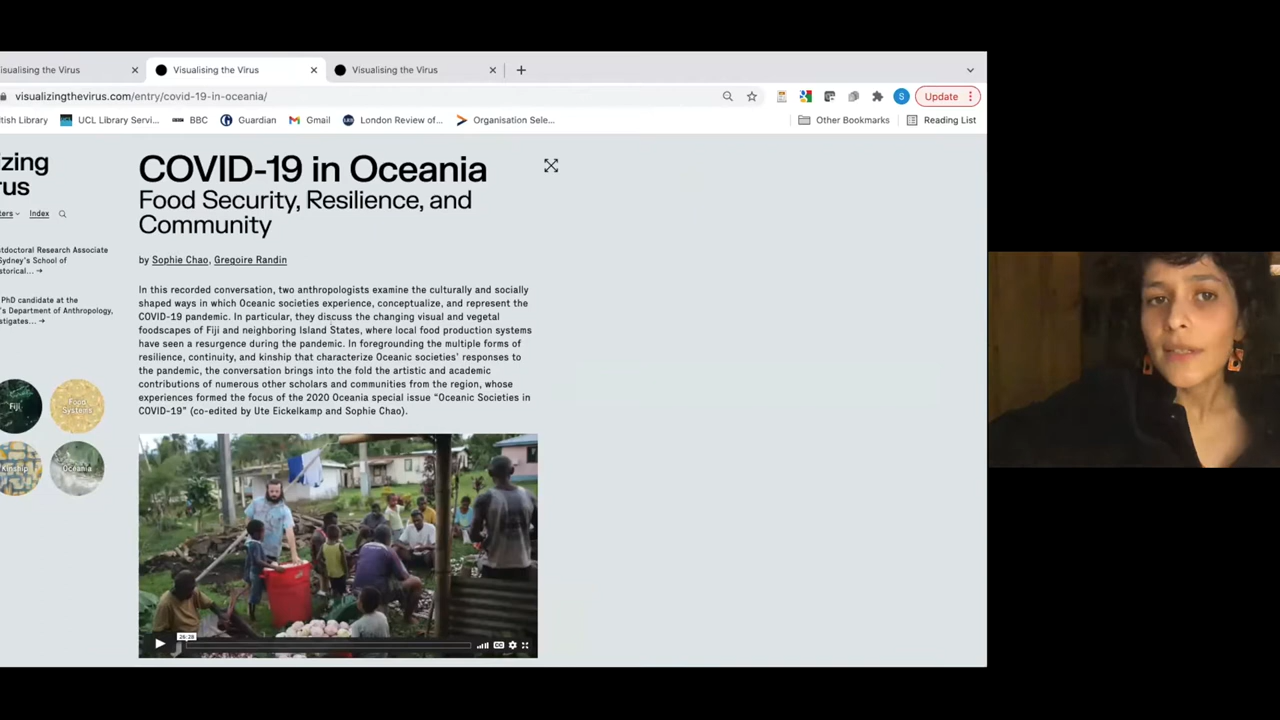 isualising the Virus
Visualising the Virus
Visualising the Virus
visualizingthevirus.com/entry/covid-19-in-oceania/
S
Update
tish Library
UCL Library Servi...
BBC
Guardian
Gmail
London Review of...
Organisation Sele...
Other Bookmarks
Reading List
izing
rus
ters
Index
stdoctoral Research Associate
Sydney's School of
storical... →
PhD candidate at the
's Department of Anthropology,
stigates... →
Fiji
Food
Systems
Kinship
Oceania
COVID-19 in Oceania
Food Security, Resilience, and
Community
by Sophie Chao, Gregoire Randin
In this recorded conversation, two anthropologists examine the culturally and socially
shaped ways in which Oceanic societies experience, conceptualize, and represent the
COVID-19 pandemic. In particular, they discuss the changing visual and vegetal
foodscapes of Fiji and neighboring Island States, where local food production systems
have seen a resurgence during the pandemic. In foregrounding the multiple forms of
resilience, continuity, and kinship that characterize Oceanic societies' responses to
the pandemic, the conversation brings into the fold the artistic and academic
contributions of numerous other scholars and communities from the region, whose
experiences formed the focus of the 2020 Oceania special issue “Oceanic Societies in
COVID-19” (co-edited by Ute Eickelkamp and Sophie Chao).
26:28
CC